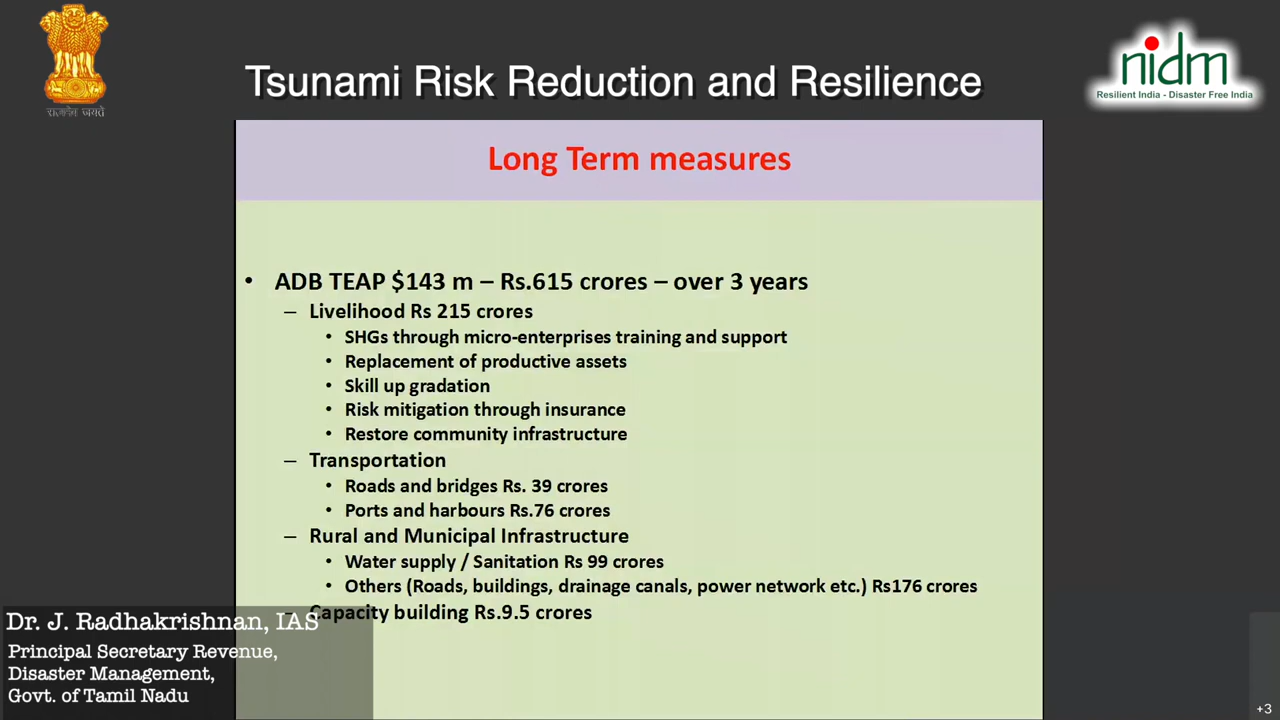 Tsunami Risk Reduction and Resilience
सत्यमेव जयते
nidm
Resilient India - Disaster Free India
Long Term measures
• ADB TEAP $143 m – Rs.615 crores – over 3 years
– Livelihood Rs 215 crores
• SHGs through micro-enterprises training and support
• Replacement of productive assets
• Skill up gradation
• Risk mitigation through insurance
• Restore community infrastructure
– Transportation
• Roads and bridges Rs. 39 crores
• Ports and harbours Rs.76 crores
– Rural and Municipal Infrastructure
• Water supply / Sanitation Rs 99 crores
• Others (Roads, buildings, drainage canals, power network etc.) Rs176 crores
– Capacity building Rs.9.5 crores
Dr. J. Radhakrishnan, IAS
Principal Secretary Revenue,
Disaster Management,
Govt. of Tamil Nadu
+3